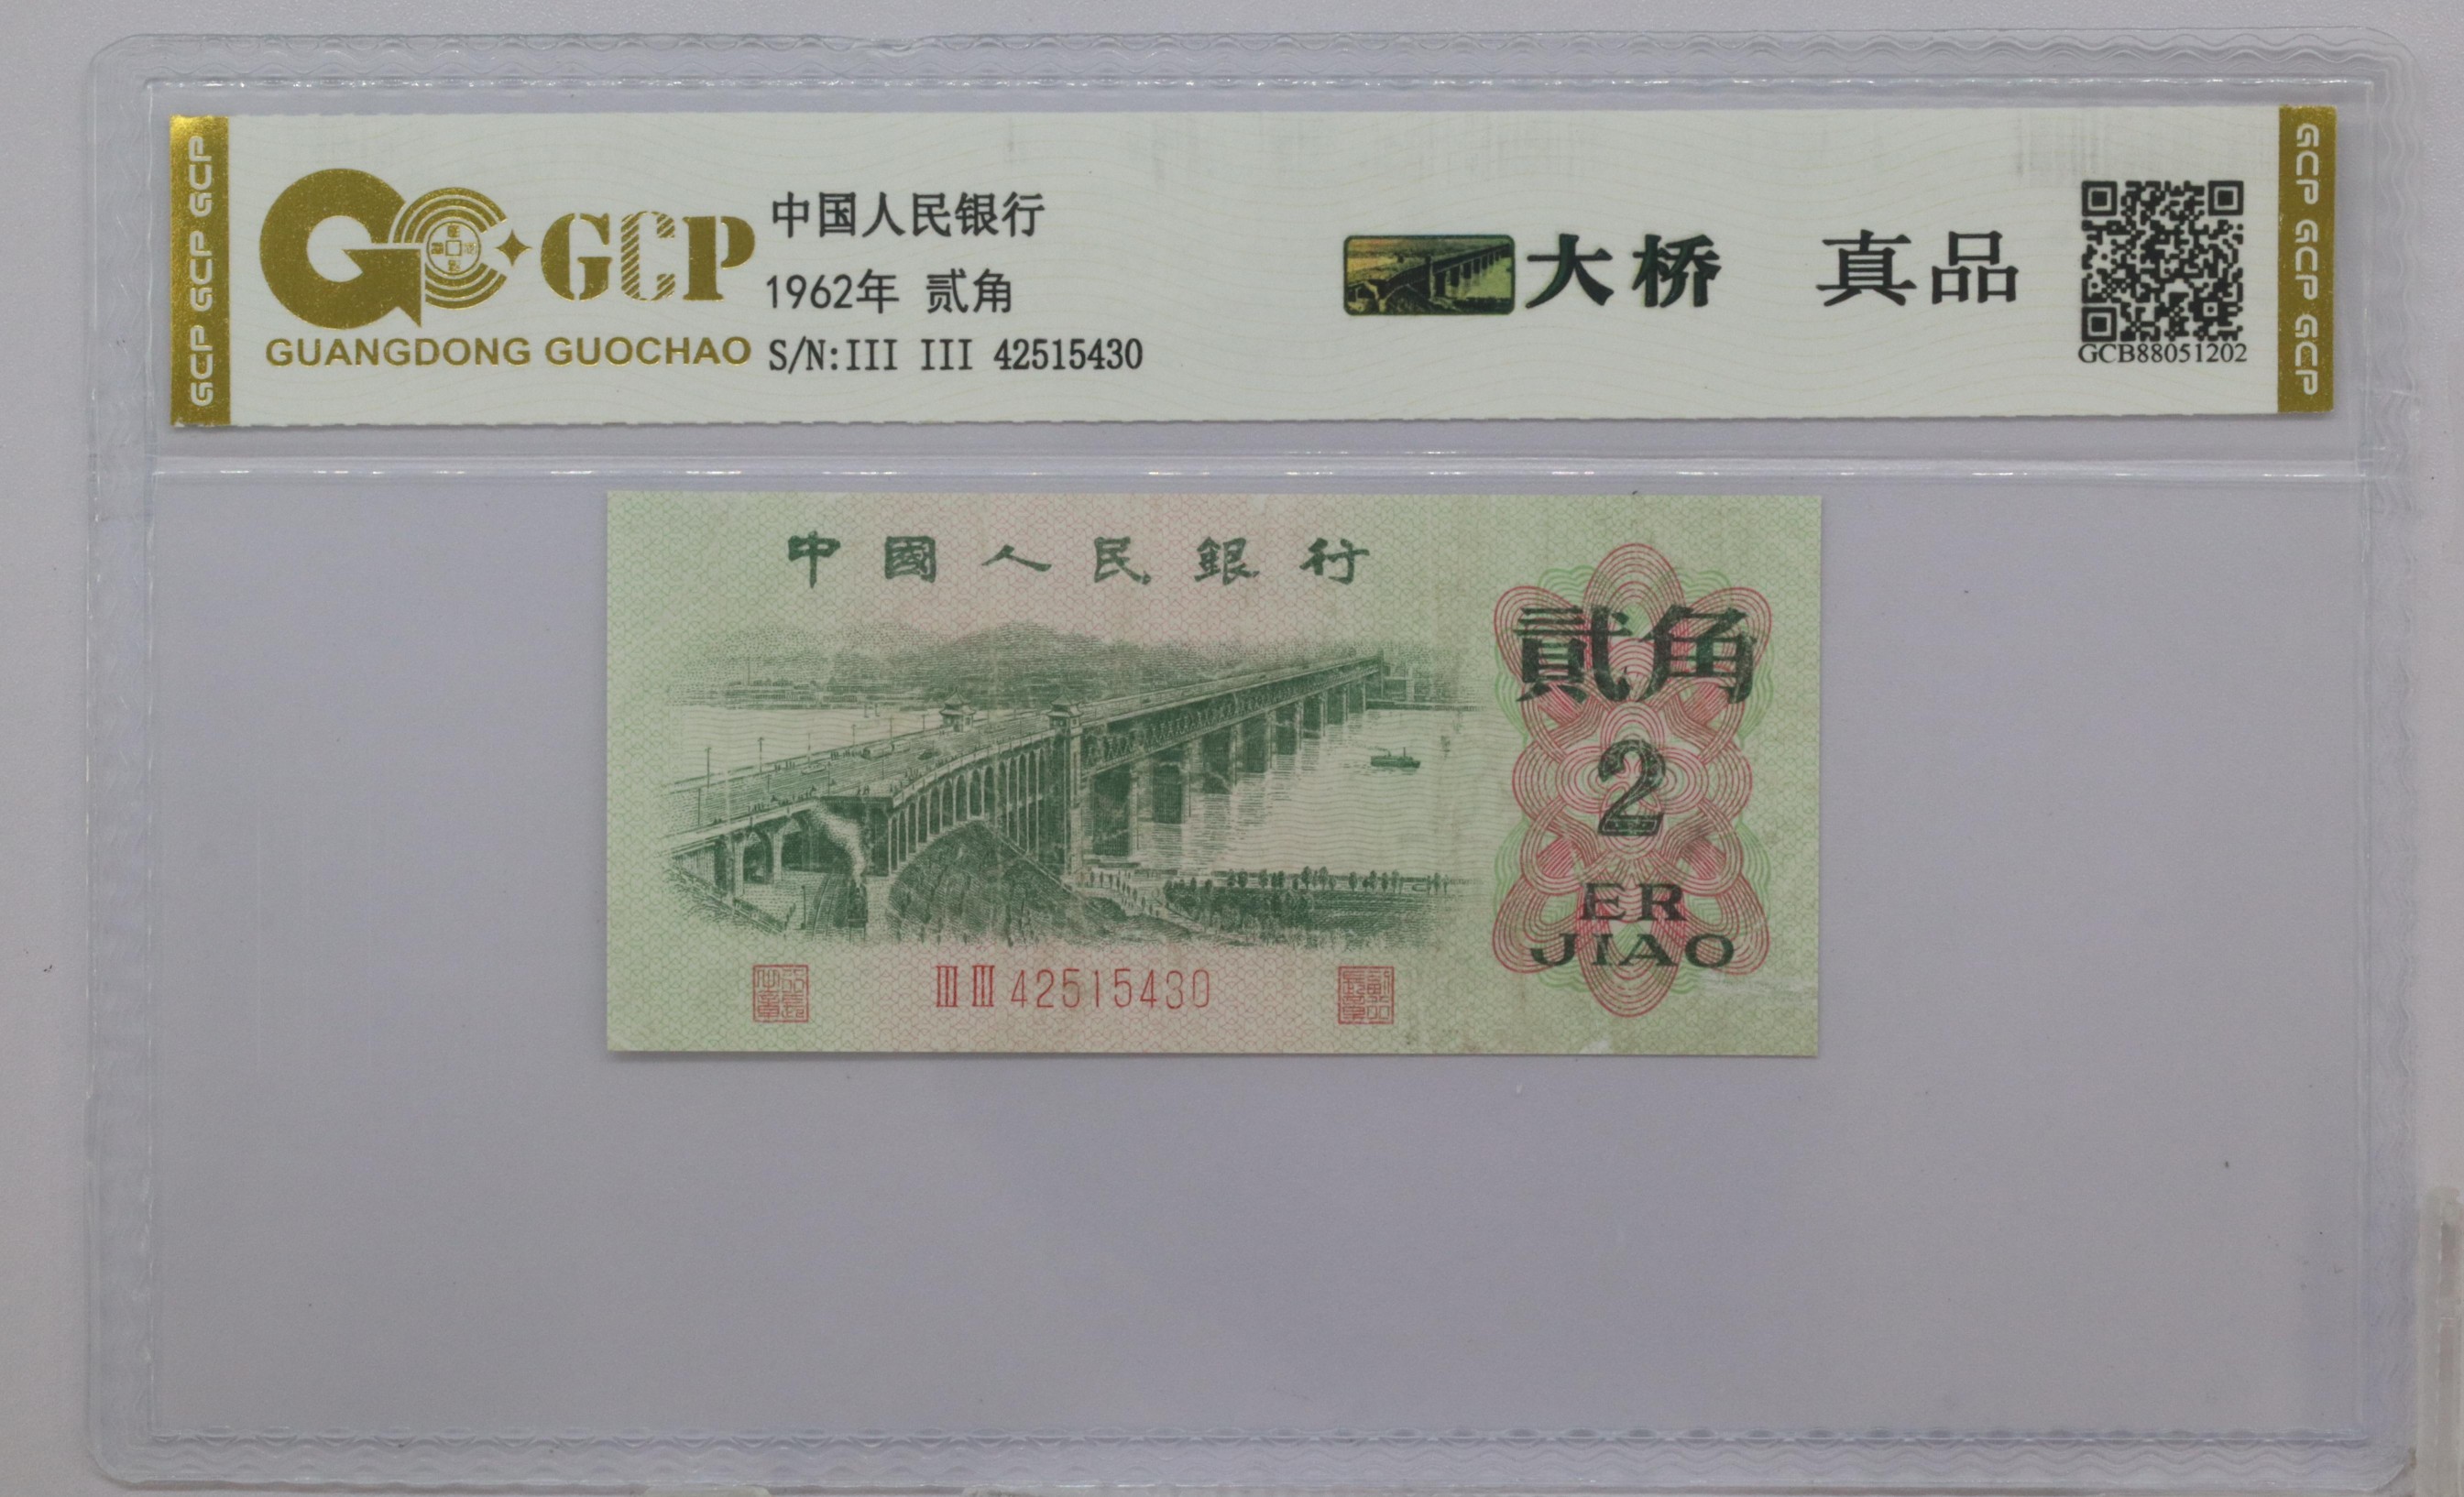 GCP GCP GCP
GCP
GUANGDONG GUOCHAO
中国人民银行
1962年 贰角
S/N:III III 42515430
大桥 真品
GCB88051202
GCP GCP GCP
中國人民銀行
貳角
2
ER
JIAO
III III 42515430